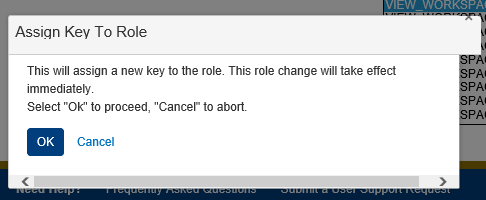 VIEW_WORKSPAC
VIEW_WORKSPAC
Assign Key To Role
This will assign a new key to the role. This role change will take effect
immediately.
Select "Ok" to proceed, "Cancel" to abort.
OK Cancel
Need Help? Frequently Asked Questions Submit a User Support Request